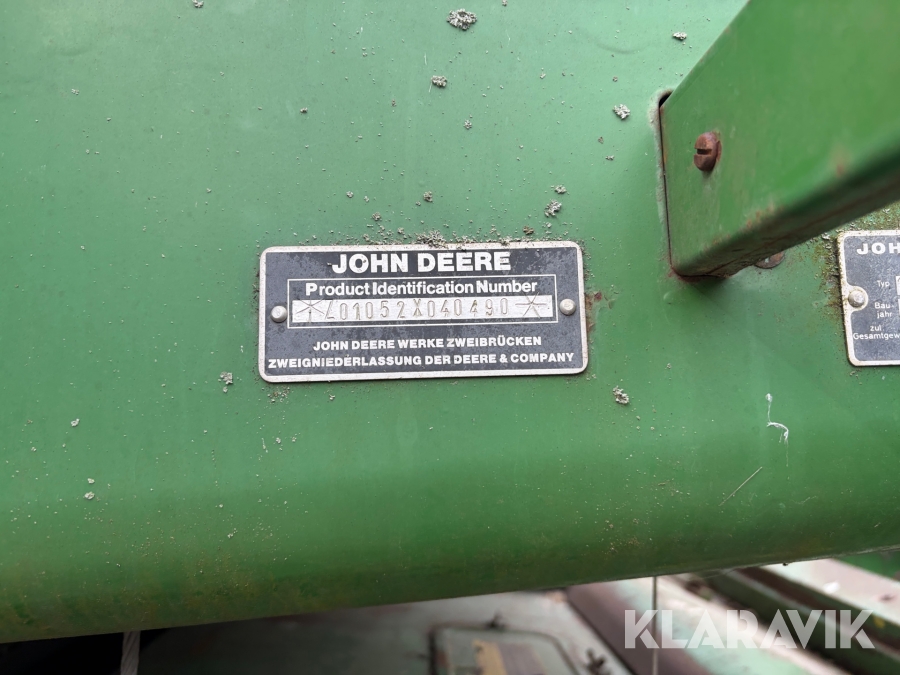 JOHN DEERE
Product Identification Number
*Z01052X040490*
JOHN DEERE WERKE ZWEIBRÜCKEN
ZWEIGNIEDERLASSUNG DER DEERE & COMPANY
JOH
Typ
Bau-
jahr
zul
Gesamtgew
KLARAVIK